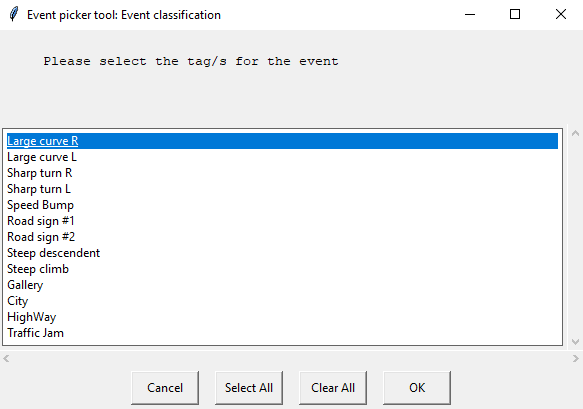 Event picker tool: Event classification
Please select the tag/s for the event
Large curve R
Large curve L
Sharp turn R
Sharp turn L
Speed Bump
Road sign #1
Road sign #2
Steep descendent
Steep climb
Gallery
City
HighWay
Traffic Jam
Cancel Select All Clear All OK